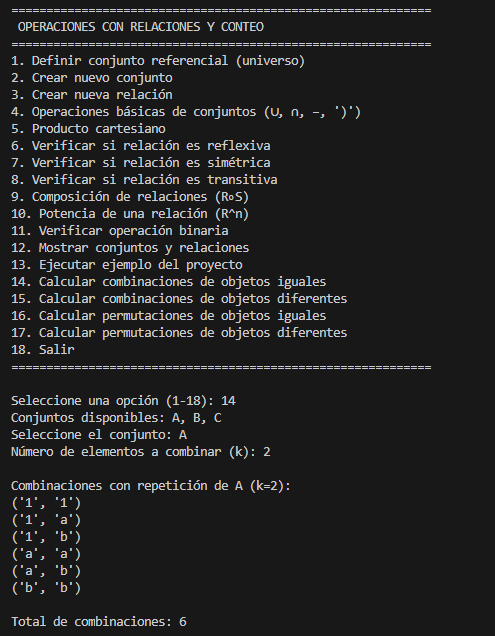 ============================================================
OPERACIONES CON RELACIONES Y CONTEO
============================================================
1. Definir conjunto referencial (universo)
2. Crear nuevo conjunto
3. Crear nueva relación
4. Operaciones básicas de conjuntos (∪, ∩, −, ')')
5. Producto cartesiano
6. Verificar si relación es reflexiva
7. Verificar si relación es simétrica
8. Verificar si relación es transitiva
9. Composición de relaciones (R∘S)
10. Potencia de una relación (R^n)
11. Verificar operación binaria
12. Mostrar conjuntos y relaciones
13. Ejecutar ejemplo del proyecto
14. Calcular combinaciones de objetos iguales
15. Calcular combinaciones de objetos diferentes
16. Calcular permutaciones de objetos iguales
17. Calcular permutaciones de objetos diferentes
18. Salir
============================================================
Seleccione una opción (1-18): 14
Conjuntos disponibles: A, B, C
Seleccione el conjunto: A
Número de elementos a combinar (k): 2
Combinaciones con repetición de A (k=2):
('1', '1')
('1', 'a')
('1', 'b')
('a', 'a')
('a', 'b')
('b', 'b')
Total de combinaciones: 6